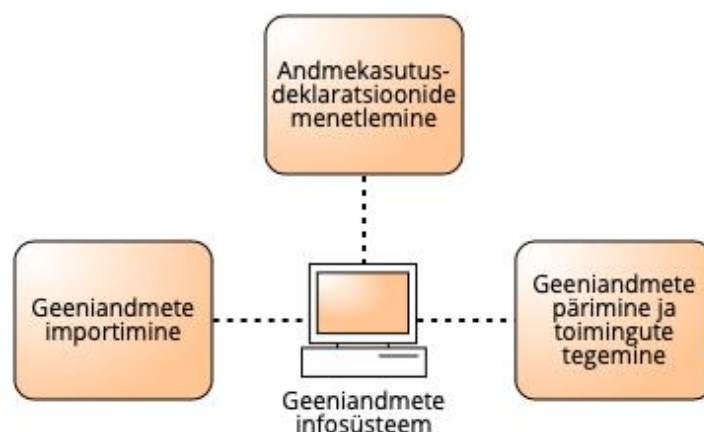 Andmekasutus-
deklaratsioonide
menetlemine
Geeniandmete
importimine
Geeniandmete
pärimine ja
toimingute
tegemine
Geeniandmete
infosüsteem